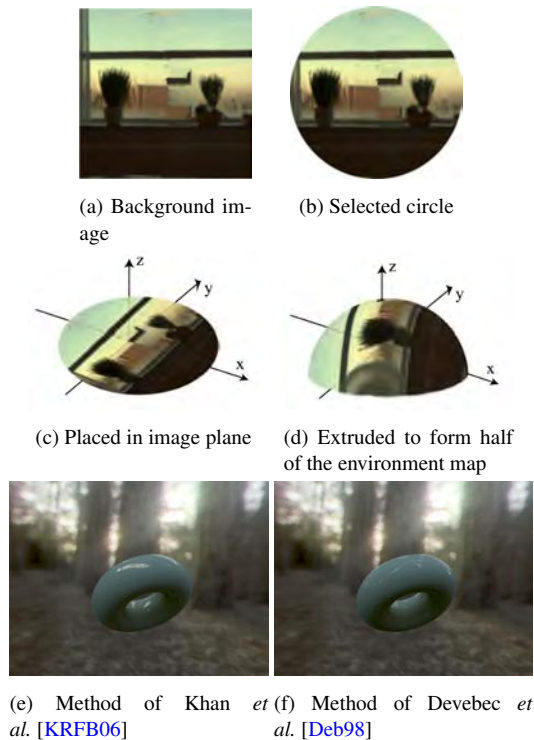 (a) Background im-
age
(b) Selected circle
z
y
x
z
y
x
(c) Placed in image plane
(d) Extruded to form half
of the environment map
(e) Method of Khan et
al. [KRFB06]
(f) Method of Devebec et
al. [Deb98]